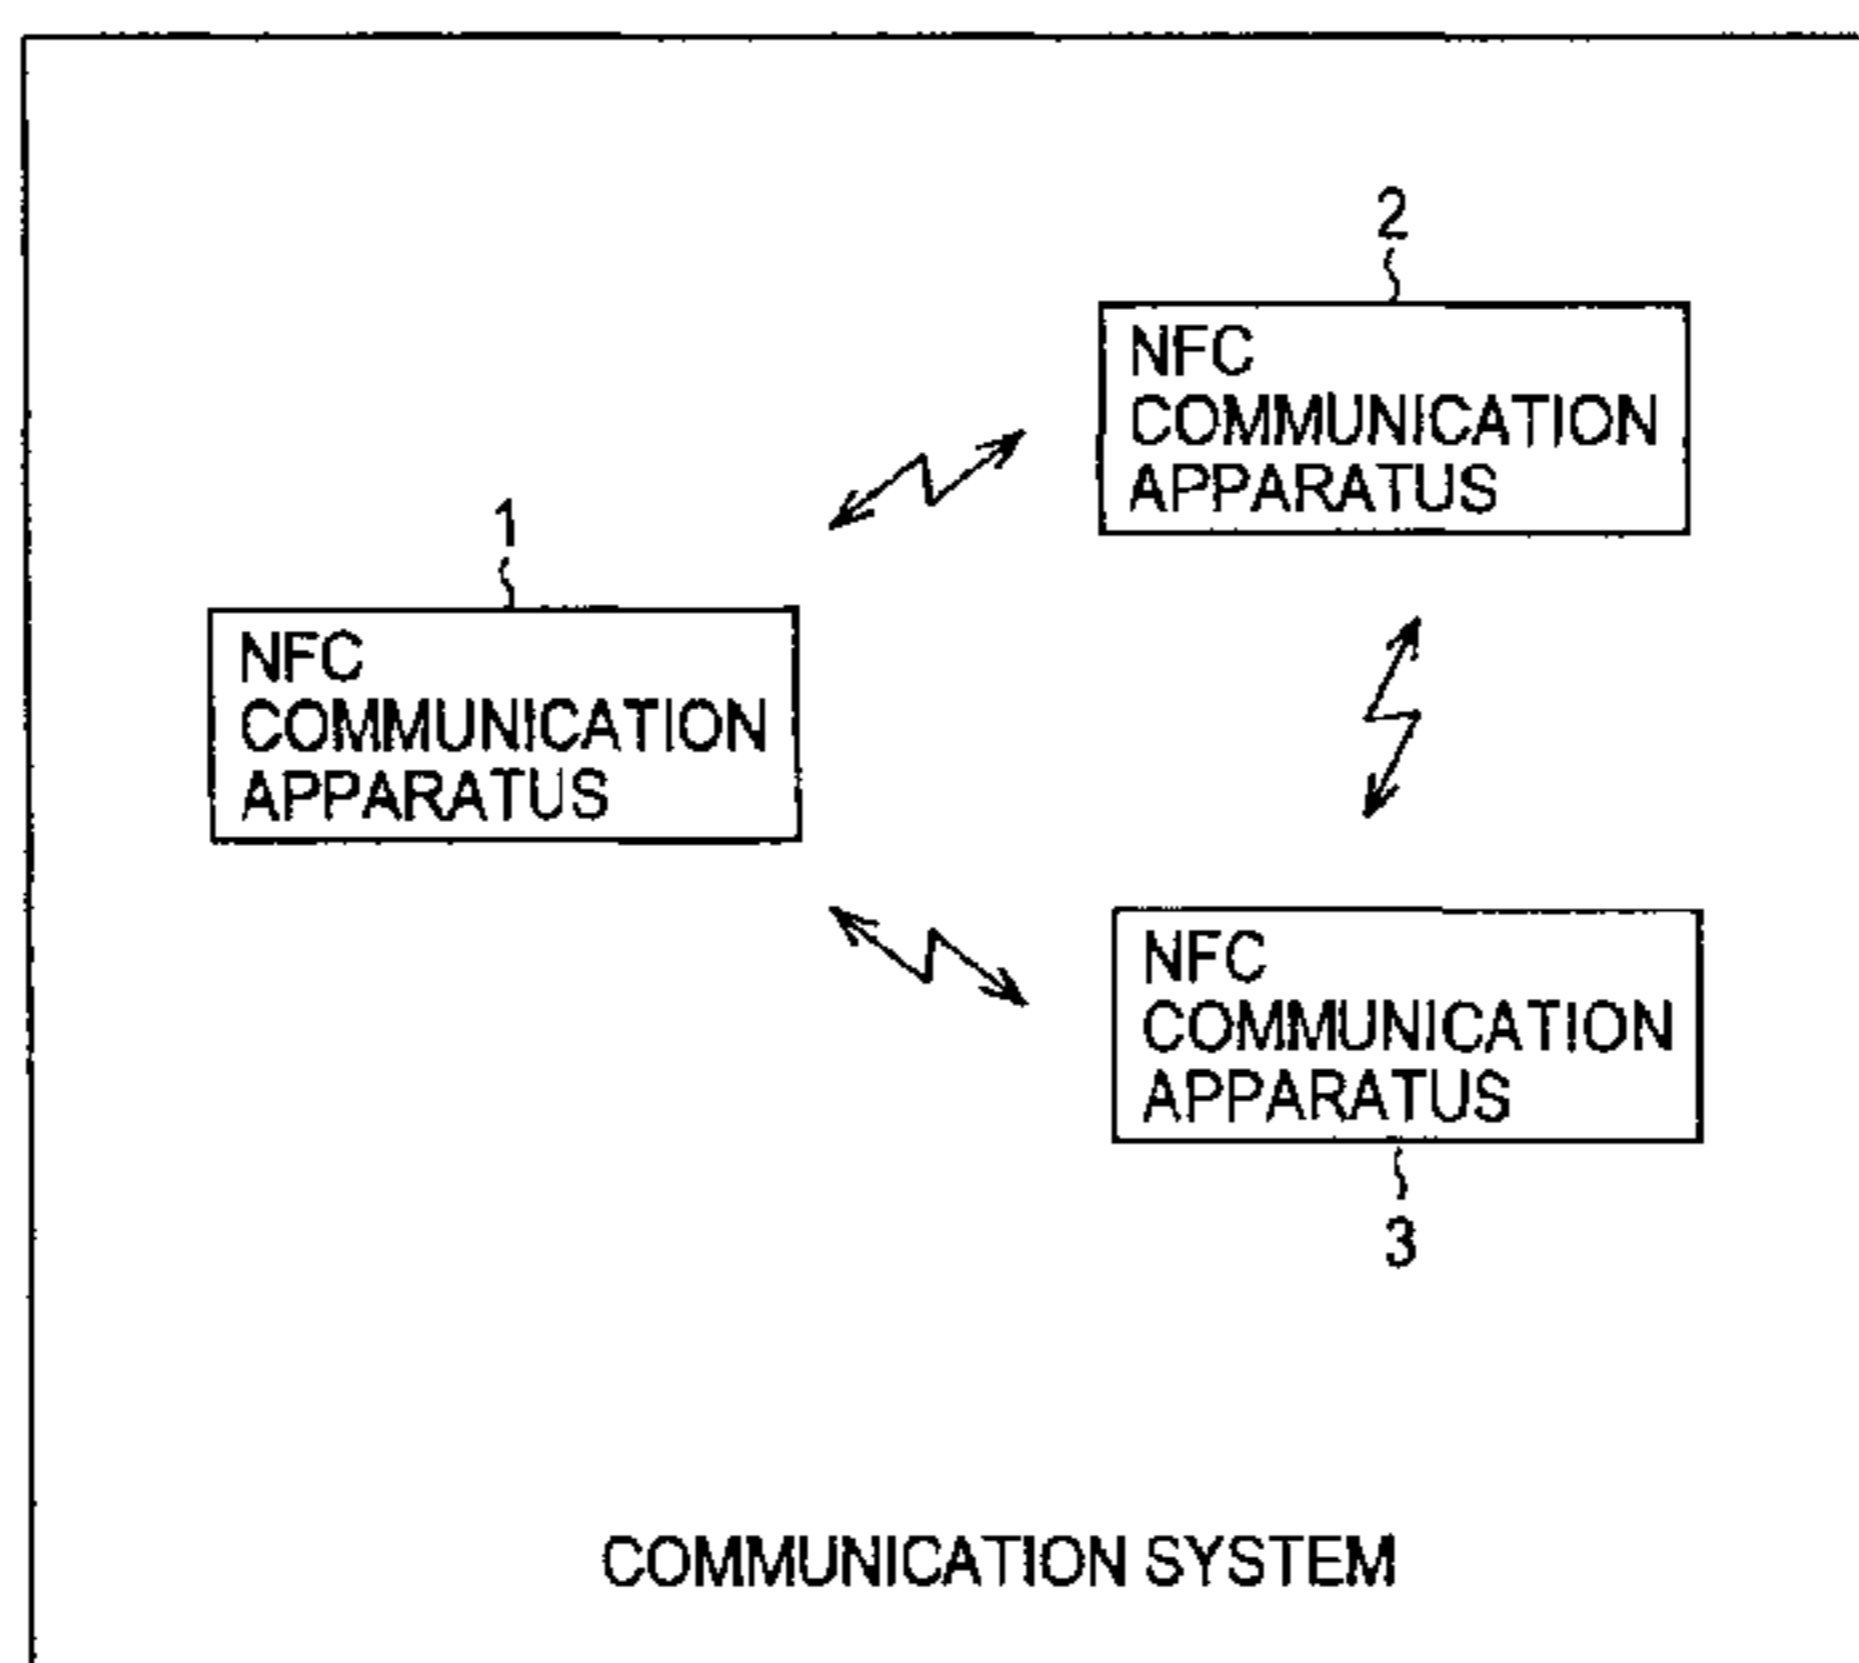 2
NFC
COMMUNICATION
APPARATUS
1
NFC
COMMUNICATION
APPARATUS
NFC
COMMUNICATION
APPARATUS
3
COMMUNICATION SYSTEM